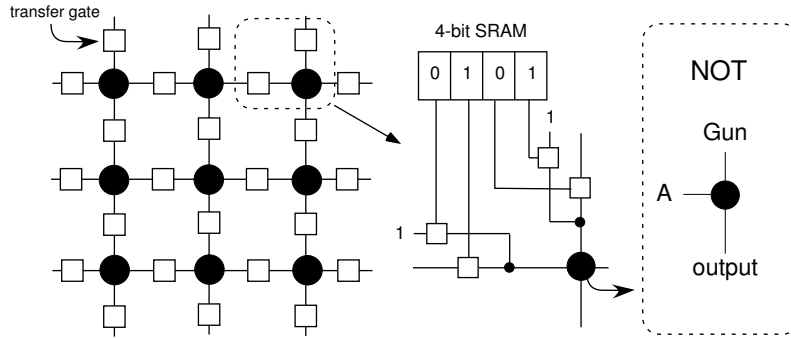 transfer gate
4-bit SRAM
0 1 0 1
1
1
NOT
Gun
A
output